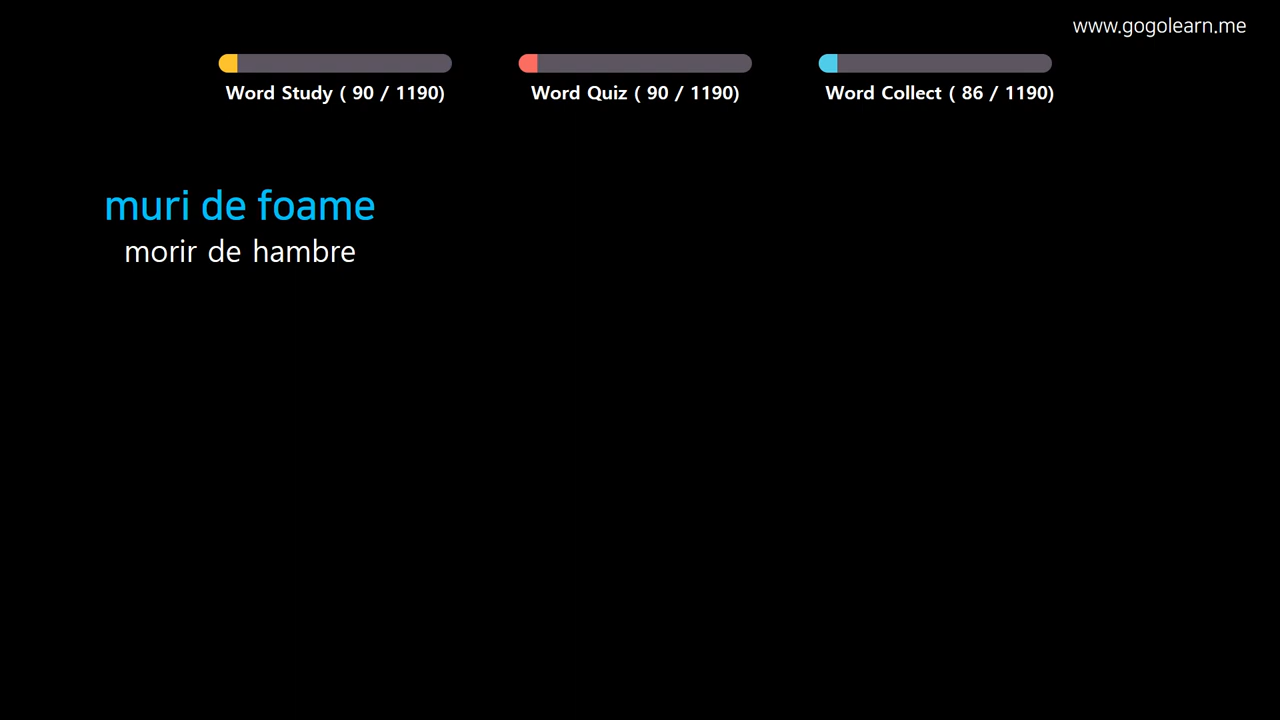 www.gogolearn.me
Word Study ( 90 / 1190)
Word Quiz ( 90 / 1190)
Word Collect ( 86 / 1190)
muri de foame
morir de hambre